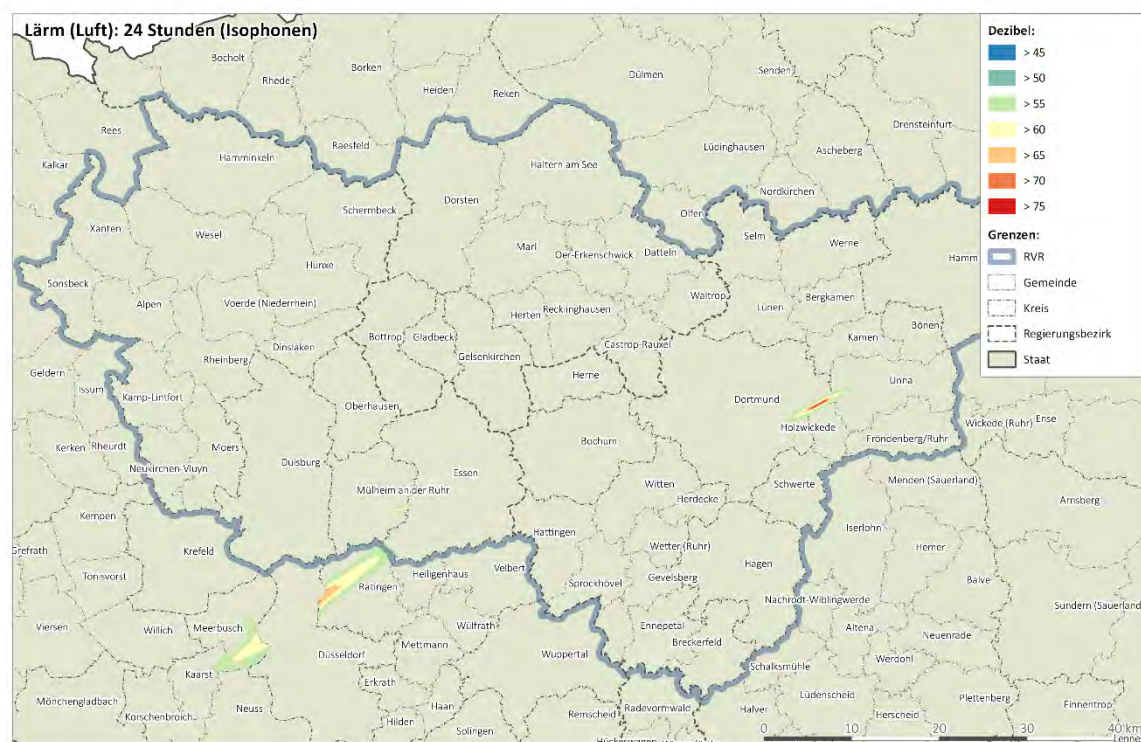 Lärm (Luft): 24 Stunden (Isophonen)
Dezibel:
> 45
> 50
> 55
> 60
> 65
> 70
> 75
Grenzen:
RVR
Gemeinde
Kreis
Regierungsbezirk
Staat
Bocholt
Rhede
Borken
Heiden
Reken
Dülmen
Senden
Drensteinfurt
Rees
Kalkar
Hamminkeln
Raesfeld
Haltern am See
Lüdinghausen
Ascheberg
Nordkirchen
Schermbeck
Dorsten
Olfen
Xanten
Wesel
Hünxe
Marl
Oer-Erkenschwick
Datteln
Selm
Werne
Hamm
Sonsbeck
Alpen
Voerde (Niederrhein)
Waltrop
Bergkamen
Lünen
Herten
Recklinghausen
Bönen
Dinslaken
Bottrop
Gladbeck
Castrop-Rauxel
Kamen
Rheinberg
Gelsenkirchen
Geldern
Issum
Herne
Unna
Kamp-Lintfort
Oberhausen
Dortmund
Holzwickede
Wickede (Ruhr)
Ense
Kerken
Rheurdt
Moers
Bochum
Fröndenberg/Ruhr
Neukirchen-Vluyn
Duisburg
Essen
Witten
Schwerte
Menden (Sauerland)
Mülheim an der Ruhr
Herdecke
Arnsberg
Kempen
Iserlohn
Grefrath
Krefeld
Hattingen
Wetter (Ruhr)
Hemer
Tönisvorst
Heiligenhaus
Velbert
Hagen
Ratingen
Sprockhövel
Gevelsberg
Balve
Nachrodt-Wiblingwerde
Sundern (Sauerland)
Viersen
Willich
Meerbusch
Wülfrath
Ennepetal
Altena
Neuenrade
Mettmann
Breckerfeld
Düsseldorf
Wuppertal
Schalksmühle
Werdohl
Kaarst
Erkrath
Mönchengladbach
Korschenbroich
Neuss
Haan
Remscheid
Radevormwald
Halver
Lüdenscheid
Plettenberg
Hilden
Solingen
Herscheid
Finnentrop
Hückeswagen
0 10 20 30 40 km
Lenne